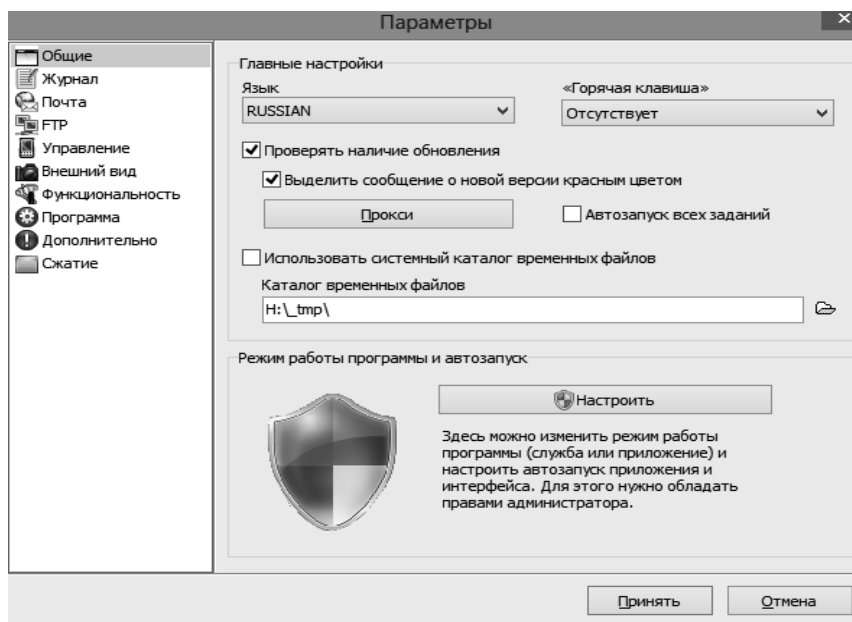 Параметры
Общие
Журнал
Почта
FTP
Управление
Внешний вид
Функциональность
Программа
Дополнительно
Сжатие
Главные настройки
Язык
«Горячая клавиша»
RUSSIAN
Отсутствует
Проверять наличие обновления
Выделить сообщение о новой версии красным цветом
Прокси
Автозапуск всех заданий
Использовать системный каталог временных файлов
Каталог временных файлов
H:\_tmp\
Режим работы программы и автозапуск
Настроить
Здесь можно изменить режим работы
программы (служба или приложение) и
настроить автозапуск приложения и
интерфейса. Для этого нужно обладать
правами администратора.
Принять
Отмена